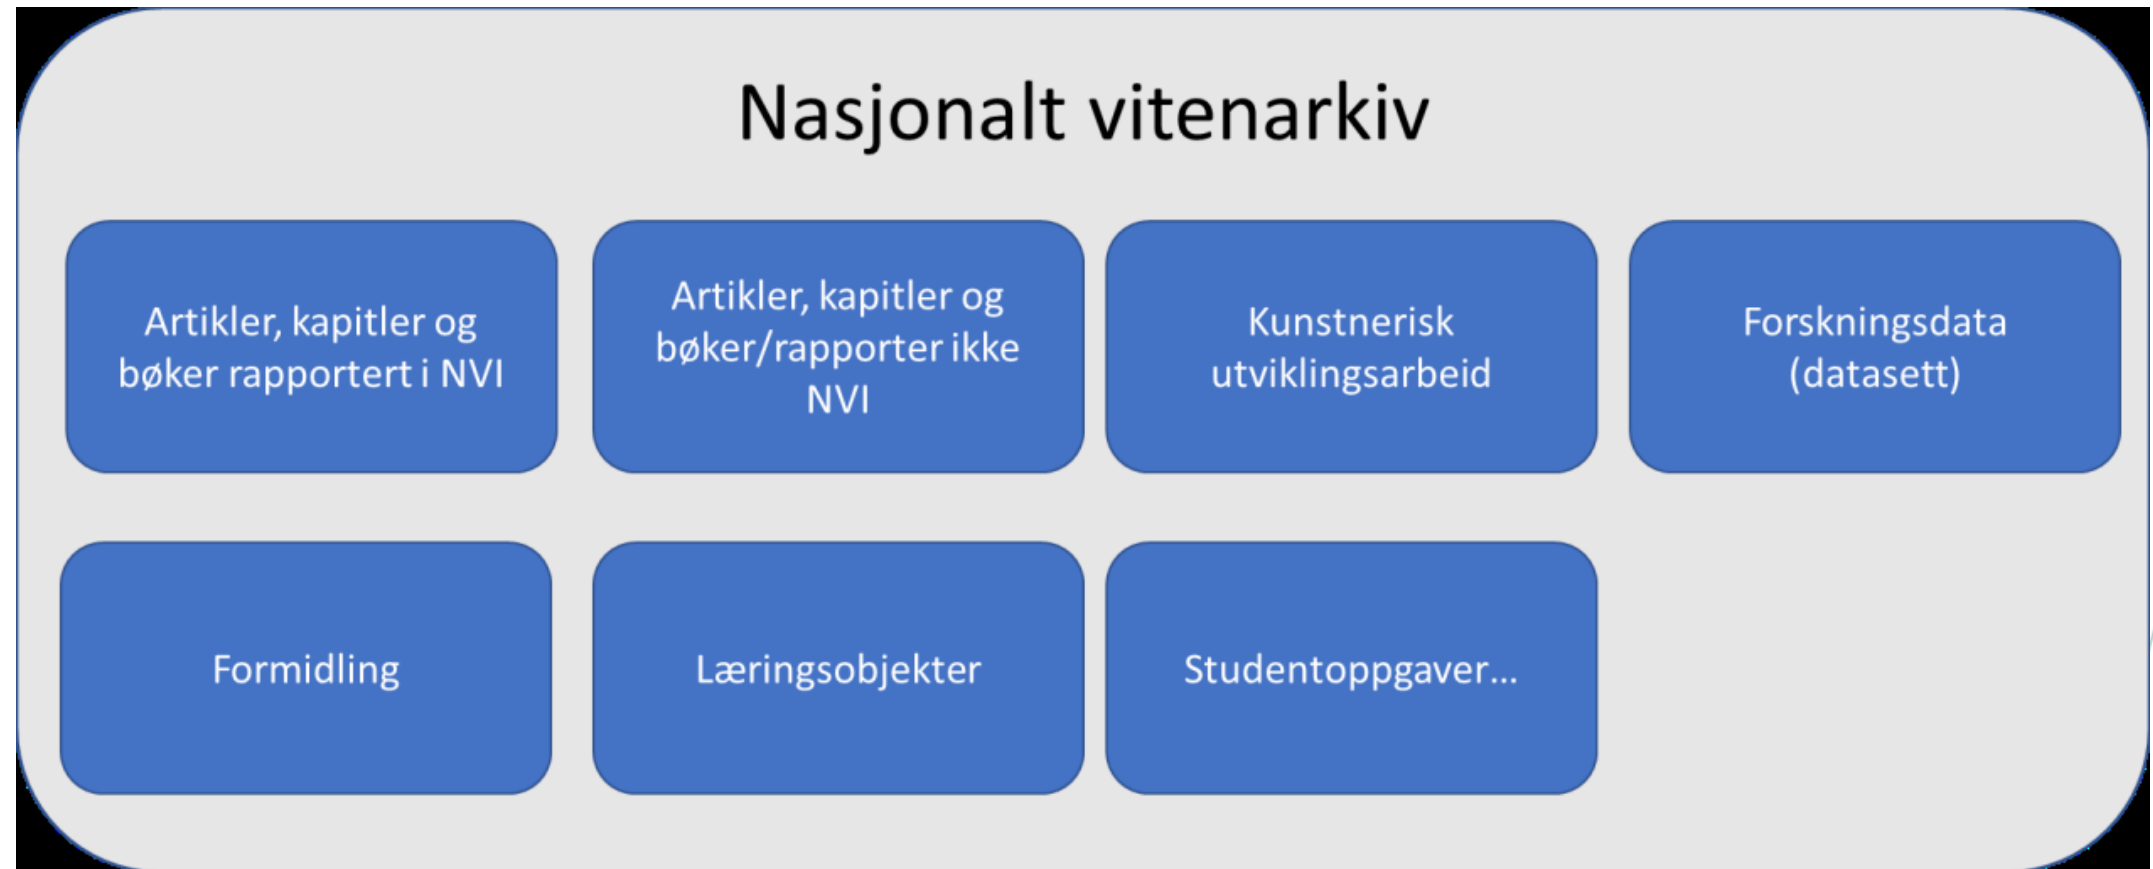 Nasjonalt vitenarkiv
Artikler, kapitler og
bøker rapportert i NVI
Artikler, kapitler og
bøker/rapporter ikke
NVI
Kunstnerisk
utviklingsarbeid
Forskningsdata
(datasett)
Formidling
Læringsobjekter
Studentoppgaver...